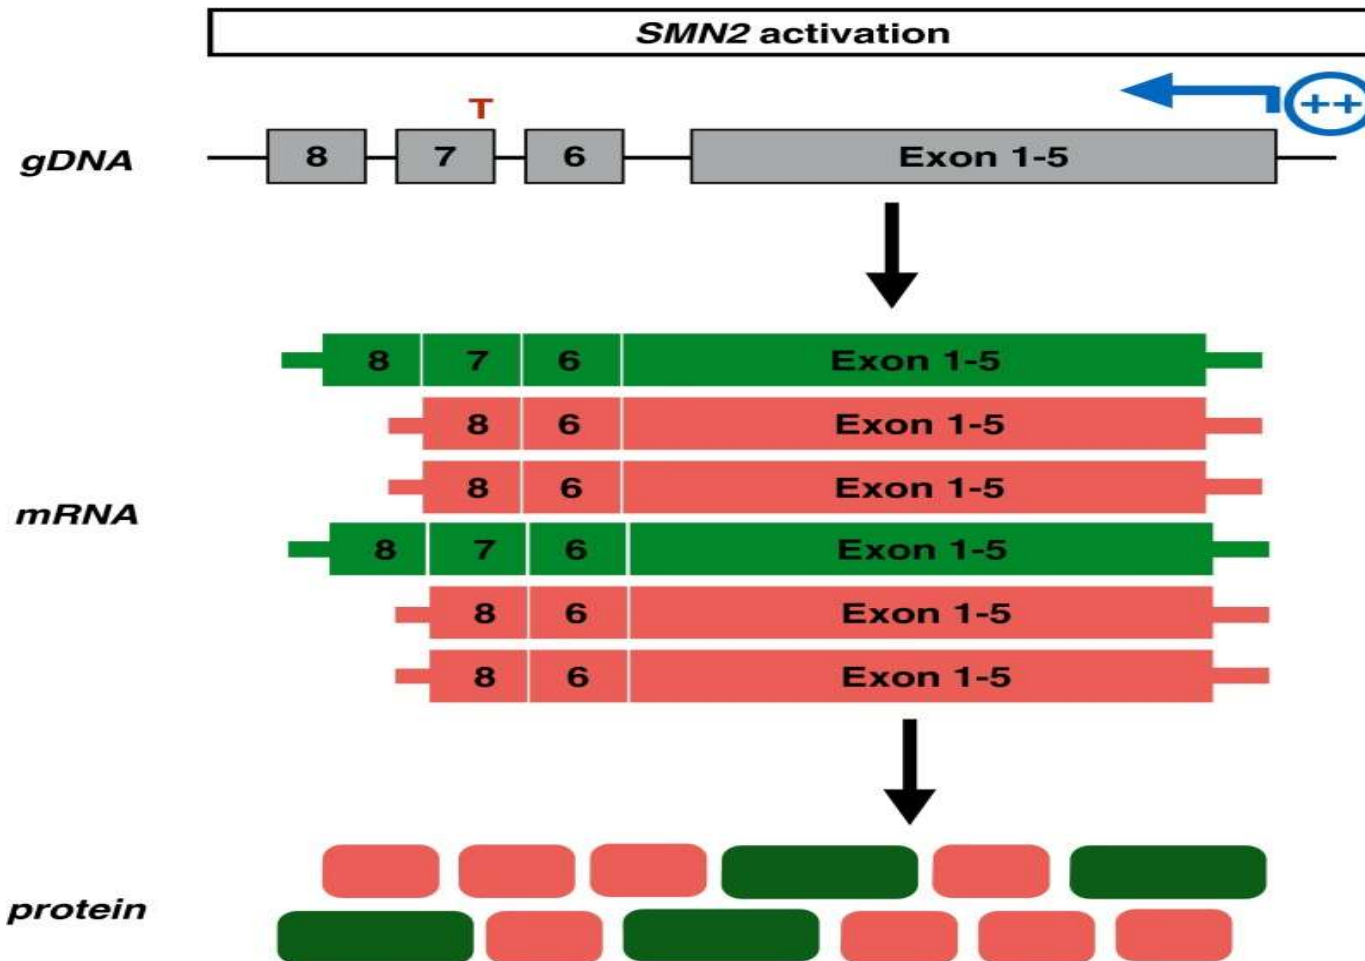 SMN2 activation
T
++
gDNA 8 7 6 Exon 1-5
8 7 6 Exon 1-5
8 6 Exon 1-5
8 6 Exon 1-5
mRNA
8 7 6 Exon 1-5
8 6 Exon 1-5
8 6 Exon 1-5
protein